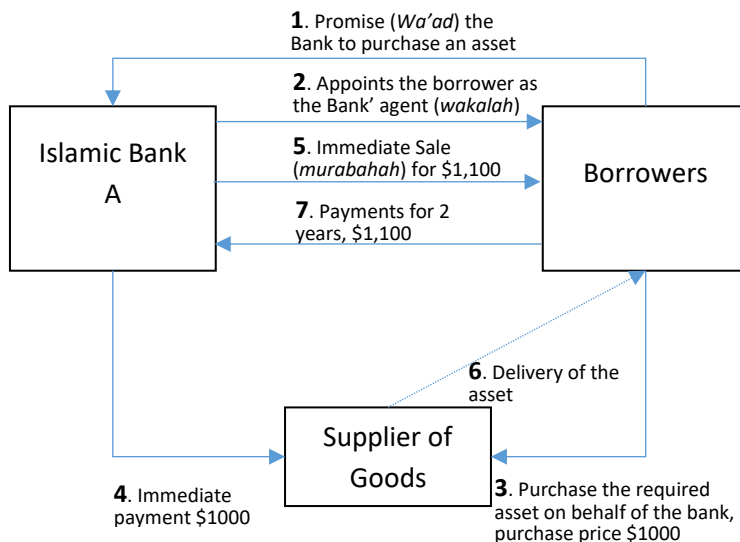 1. Promise (Wa’ad) the
Bank to purchase an asset
2. Appoints the borrower as
the Bank’ agent (wakalah)
Islamic Bank
A
5. Immediate Sale
(murabahah) for $1,100
Borrowers
7. Payments for 2
years, $1,100
6. Delivery of the
asset
Supplier of
Goods
4. Immediate
payment $1000
3. Purchase the required
asset on behalf of the bank,
purchase price $1000